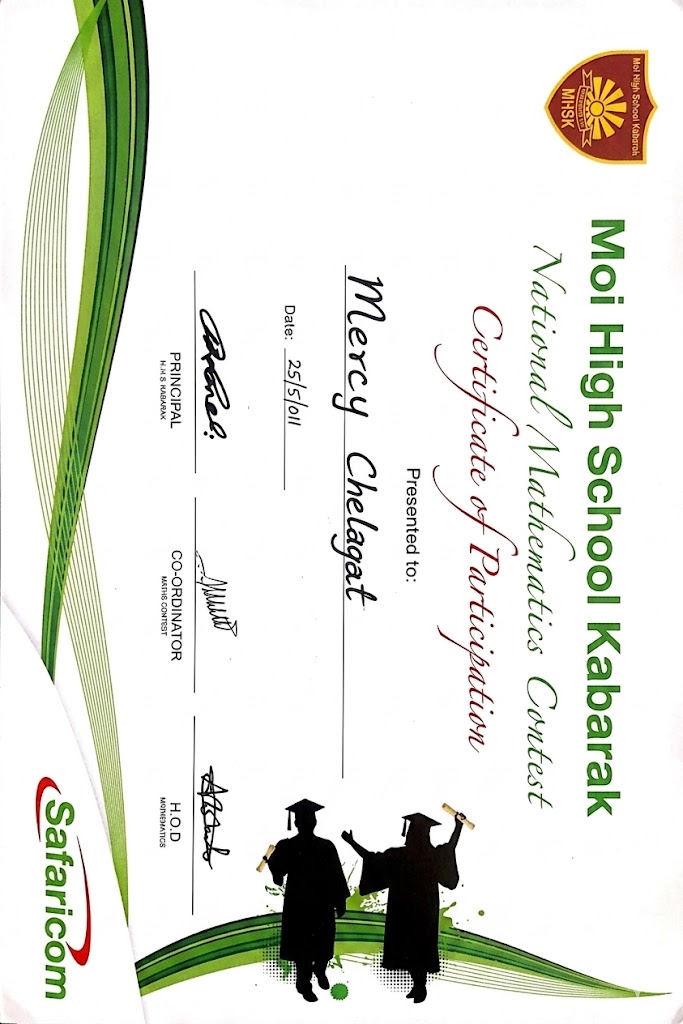 Moi High School Kabarak
MHSK
Moi High School Kabarak
National Mathematics Contest
Certificate of Participation
Presented to:
Mercy Chelagat
Date: 25/5/011
PRINCIPAL
CO-ORDINATOR
MATHS CONTEST
H.O.D
Safaricom